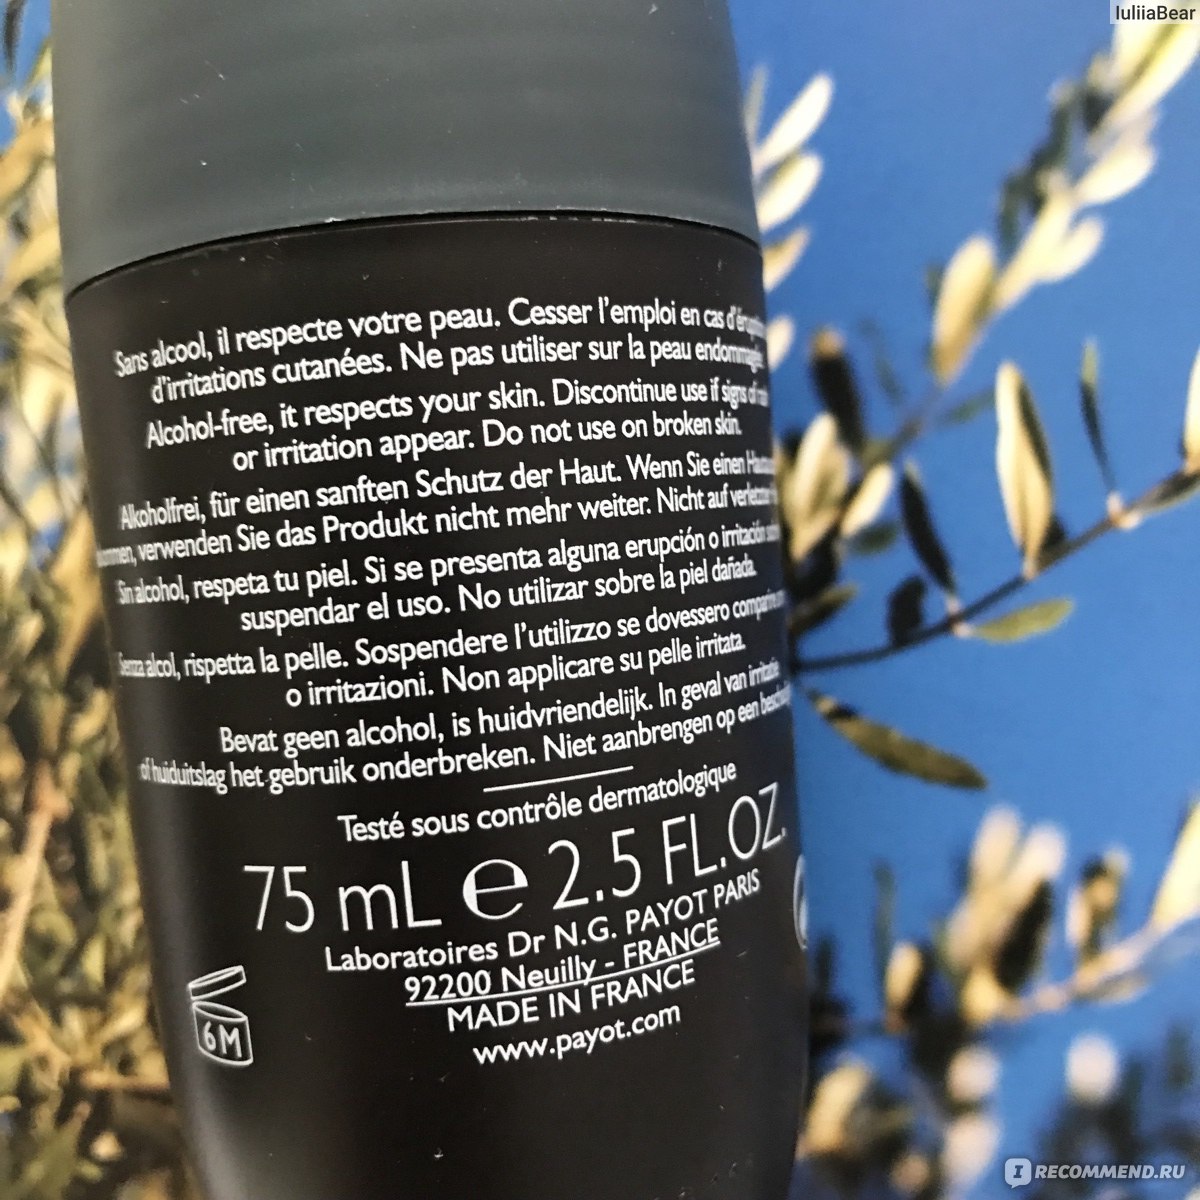 IuliiaBear
Sans alcool, il respecte votre peau. Cesser l'emploi en cas
d'irritations cutanées. Ne pas utiliser sur la peau
Alcohol-free, it respects your skin. Discontinue use if signs of
or irritation appear. Do not use on broken skin.
Alkoholfrei, für einen sanften Schutz der Haut. Wenn Sie einen
verwenden Sie das Produkt nicht mehr weiter. Nicht auf
Sin alcohol, respeta tu piel. Si se presenta alguna erupción o irritación
suspendar el uso. No utilizar sobre la piel dañada.
Senza alcol, rispetta la pelle. Sospendere l'utilizzo se dovessero
o irritazioni. Non applicare su pelle irritata.
Bevat geen alcohol, is huidvriendelijk. In geval van irritatie
of huiduitslag het gebruik onderbreken. Niet aanbrengen op een
Testé sous contrôle dermatologique
75 mL e 2.5 FL.OZ.
Laboratoires Dr N.G. PAYOT PARIS
92200 Neuilly - FRANCE
MADE IN FRANCE
www.payot.com
6M
IRECOMMEND.RU